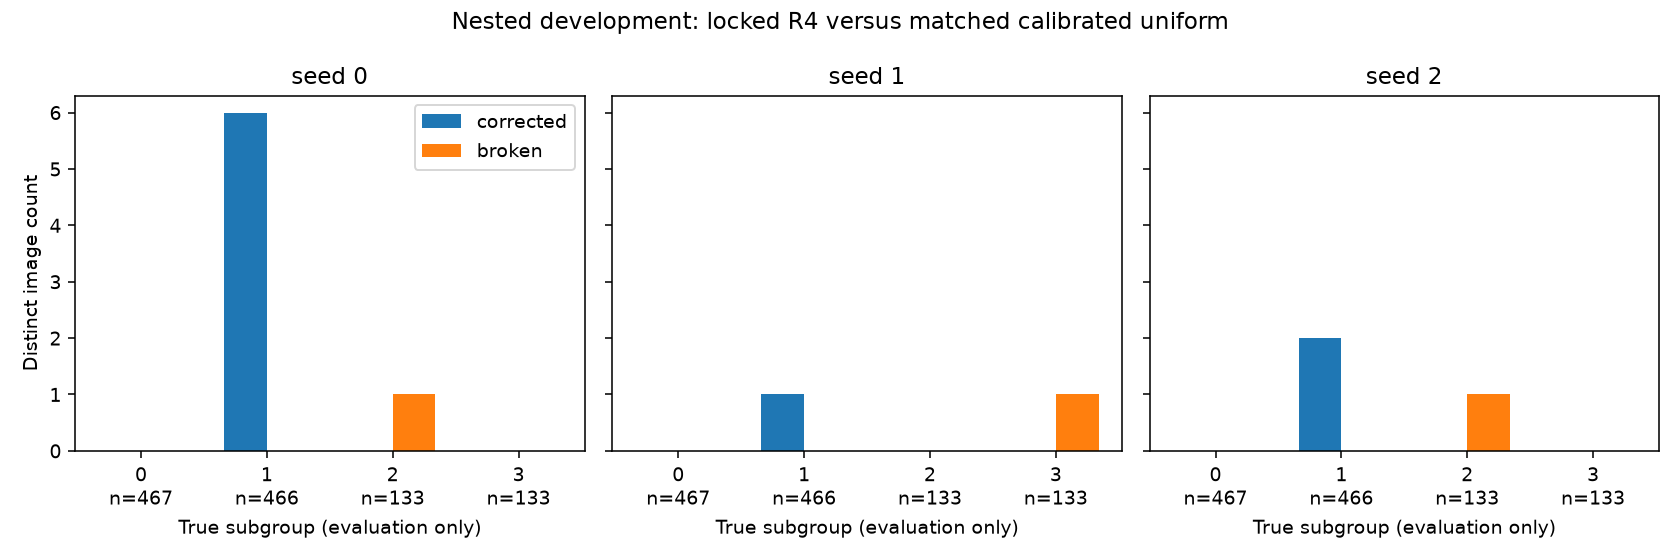 Nested development: locked R4 versus matched calibrated uniform
seed 0
Distinct image count
6
5
4
3
2
1
0
corrected
broken
0 1 2 3
n=467 n=466 n=133 n=133
True subgroup (evaluation only)
seed 1
0 1 2 3
n=467 n=466 n=133 n=133
True subgroup (evaluation only)
seed 2
0 1 2 3
n=467 n=466 n=133 n=133
True subgroup (evaluation only)